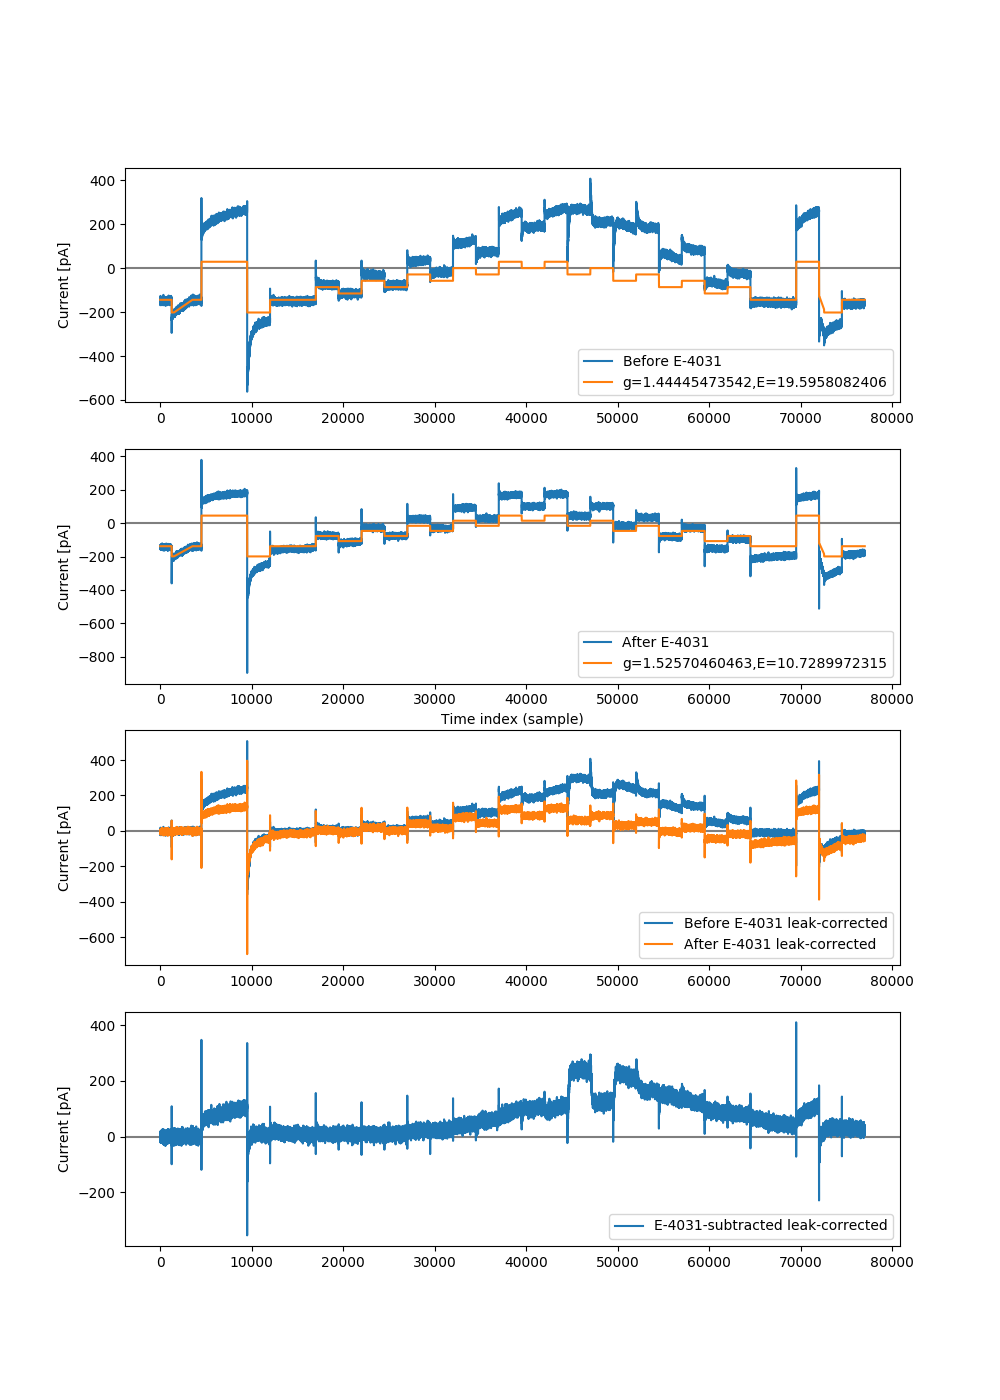 400
200
0
−200
−400
−600
Current [pA]
Before E-4031
g=1.44445473542,E=19.5958082406
0 10000 20000 30000 40000 50000 60000 70000 80000
400
200
0
−200
−400
−600
−800
Current [pA]
After E-4031
g=1.52570460463,E=10.7289972315
0 10000 20000 30000 40000 50000 60000 70000 80000
Time index (sample)
400
200
0
−200
−400
−600
Current [pA]
Before E-4031 leak-corrected
After E-4031 leak-corrected
0 10000 20000 30000 40000 50000 60000 70000 80000
400
200
0
−200
Current [pA]
E-4031-subtracted leak-corrected
0 10000 20000 30000 40000 50000 60000 70000 80000